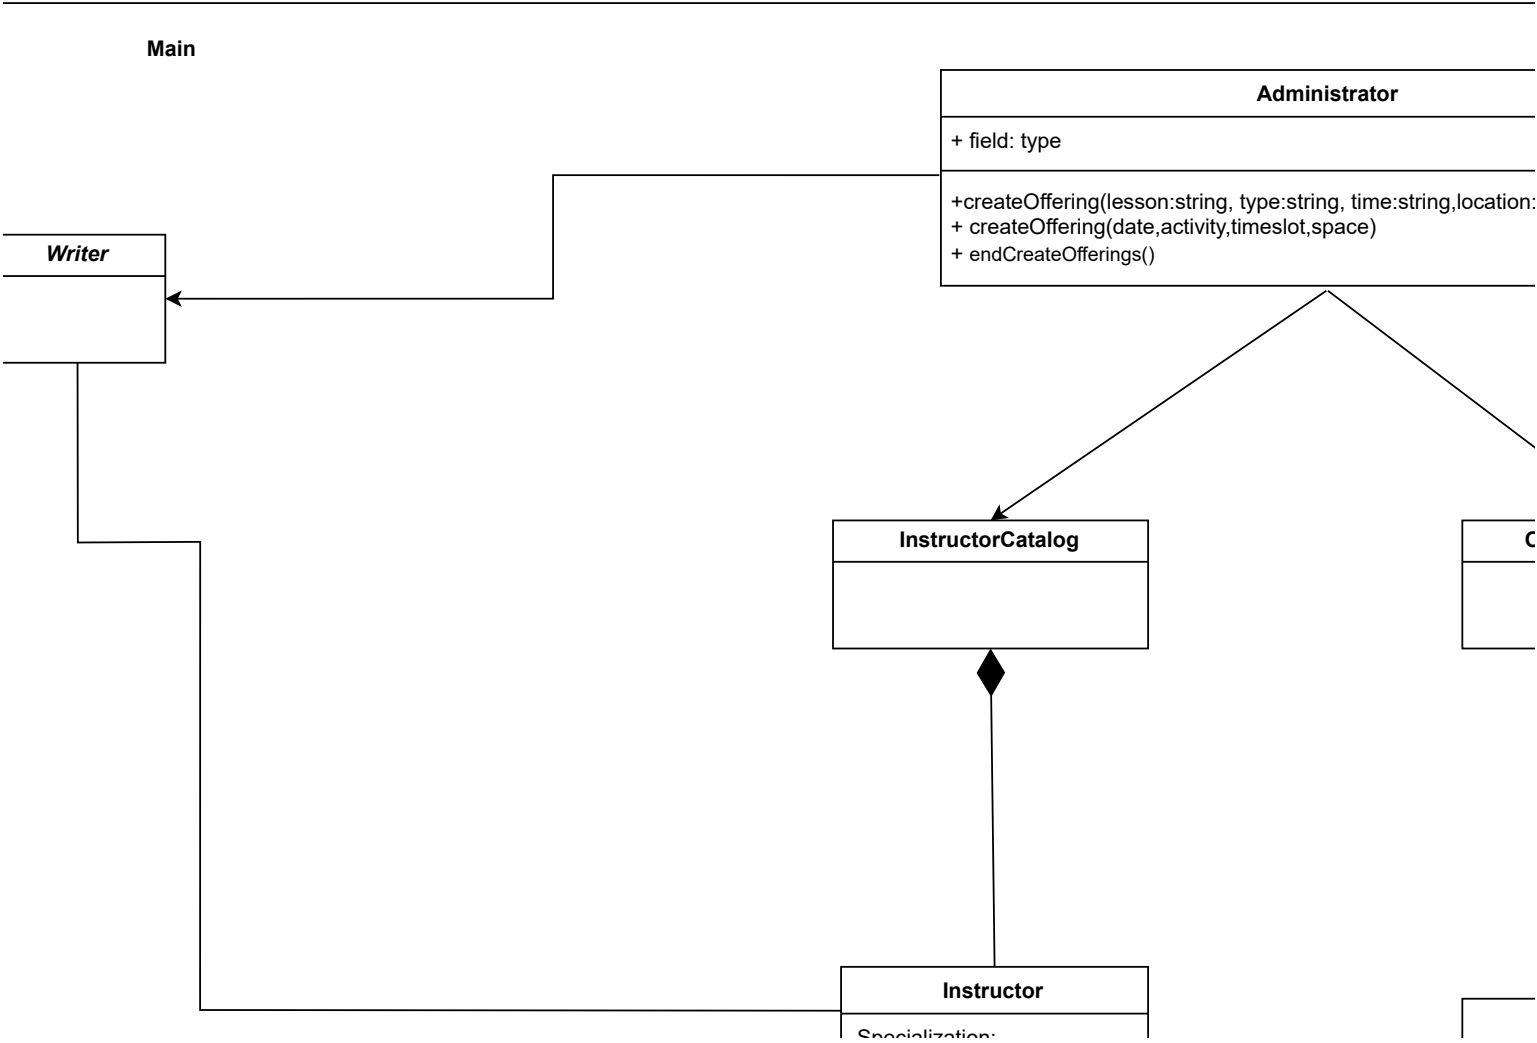 Main
Administrator
+ field: type
+createOffering(lesson:string, type:string, time:string,location:
+ createOffering(date,activity,timeslot,space)
+ endCreateOfferings()
Writer
InstructorCatalog
Instructor
Specialization: